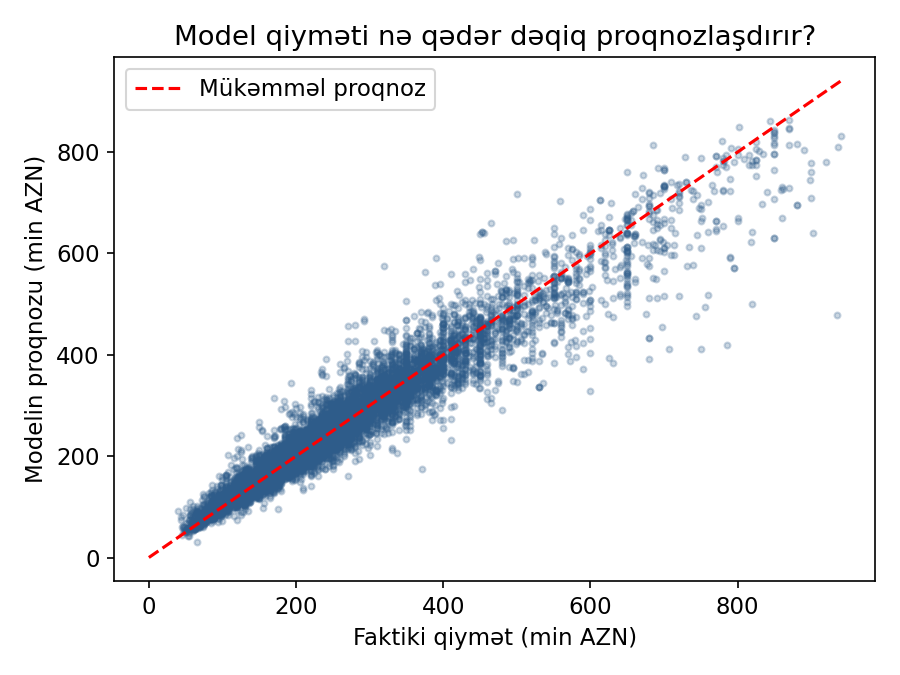 Model qiyməti nə qədər dəqiq proqnozlaşdırır?
Mükəmməl proqnoz
Modelin proqnozu (min AZN)
800
600
400
200
0
0 200 400 600 800
Faktiki qiymət (min AZN)